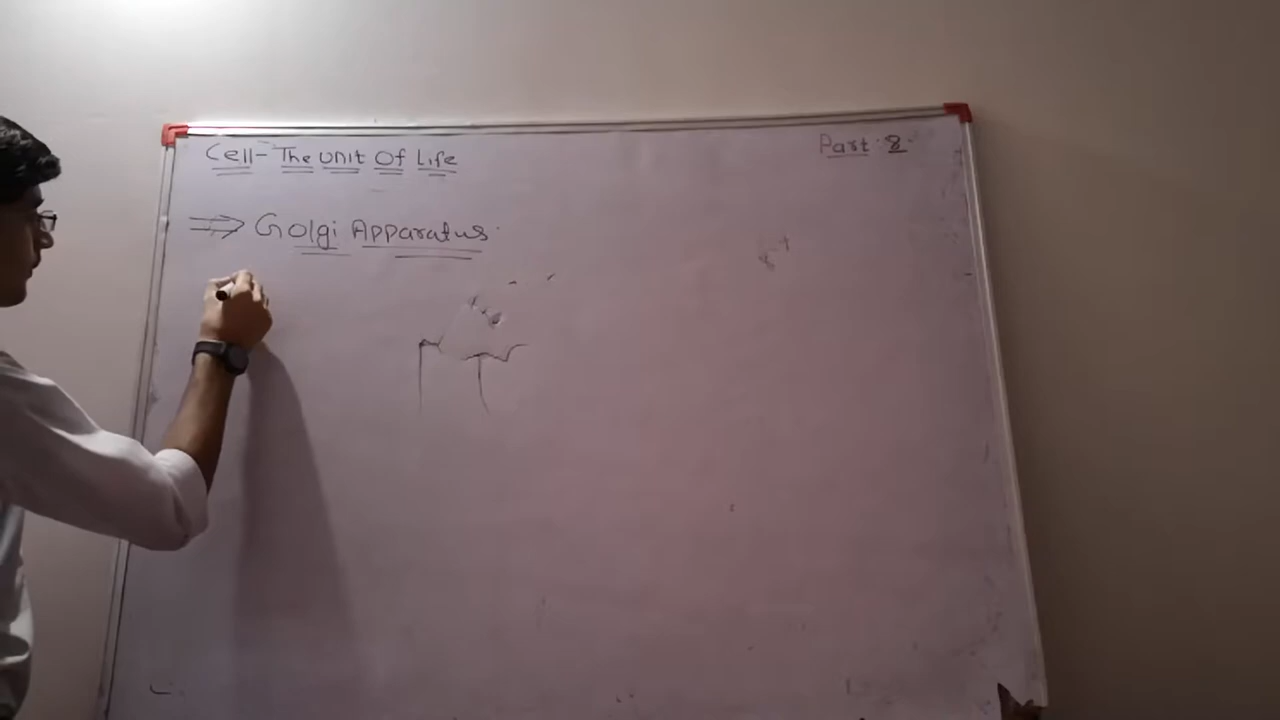 Cell- The Unit Of Life
Part: 8.
⇒ Golgi Apparatus.